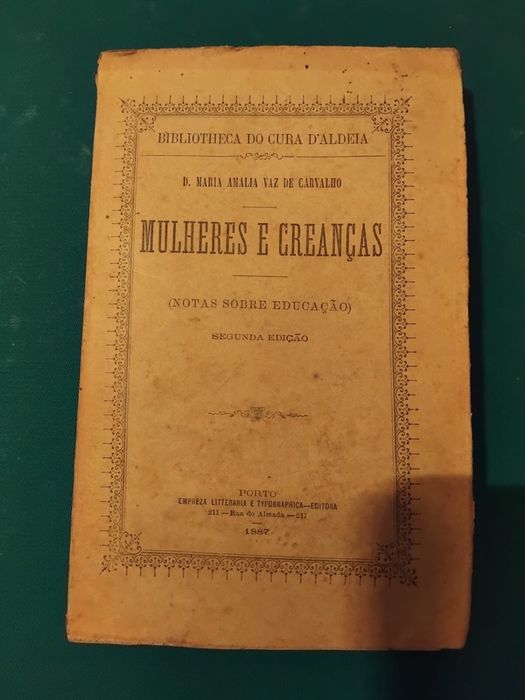 BIBLIOTHECA DO CURA D'ALDEIA
D. MARIA AMALIA VAZ DE CARVALHO
MULHERES E CREANÇAS
(NOTAS SOBRE EDUCAÇÃO)
SEGUNDA EDIÇÃO
PORTO
EMPREZA LITTERARIA E TYPOGRAPHICA—EDITORA
211 — Rua do Almada — 217
1887